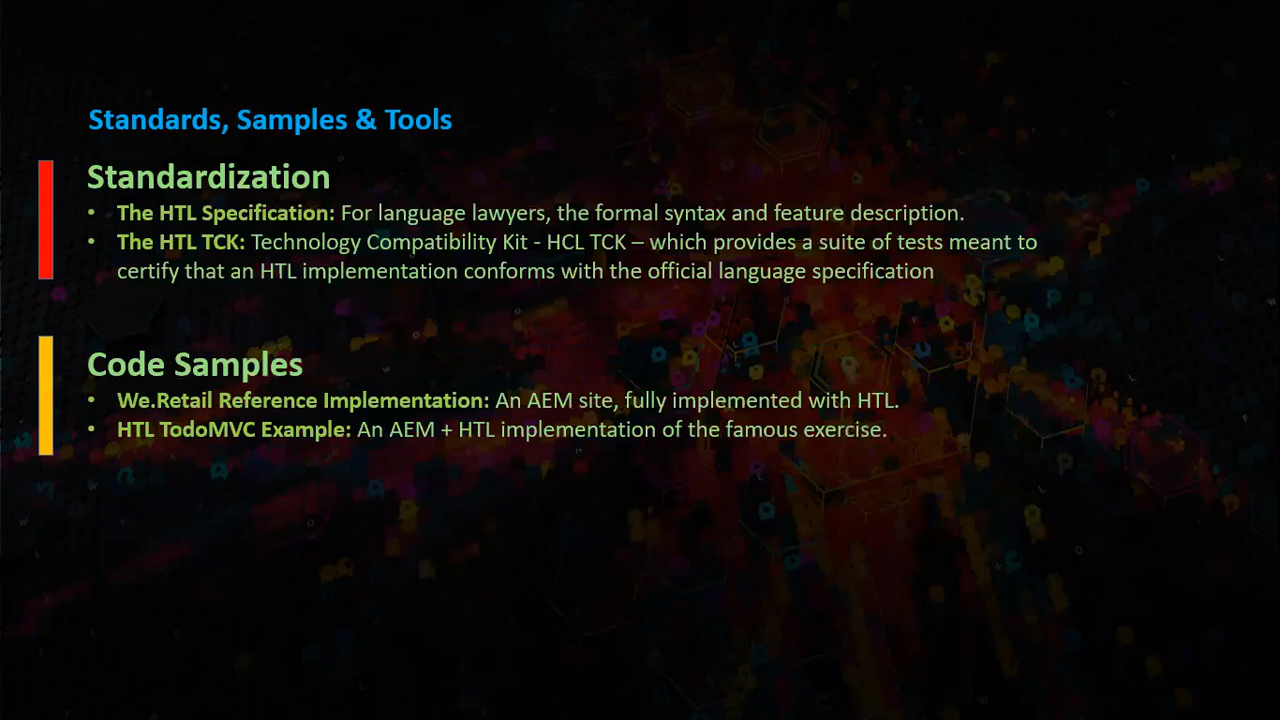 Standards, Samples & Tools
Standardization
• The HTL Specification: For language lawyers, the formal syntax and feature description.
• The HTL TCK: Technology Compatibility Kit - HCL TCK – which provides a suite of tests meant to
certify that an HTL implementation conforms with the official language specification
Code Samples
• We.Retail Reference Implementation: An AEM site, fully implemented with HTL.
• HTL TodoMVC Example: An AEM + HTL implementation of the famous exercise.